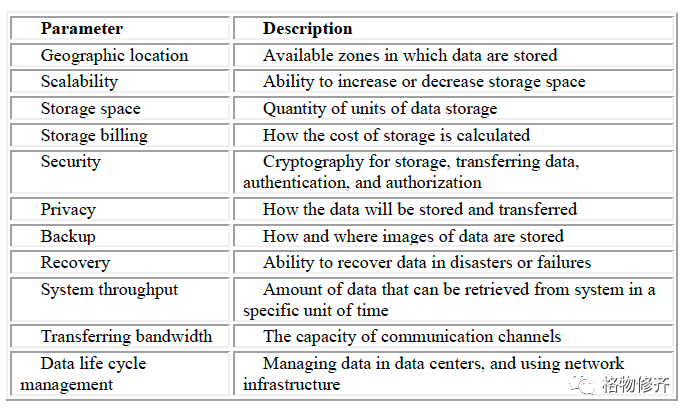 Parameter Description
Geographic location Available zones in which data are stored
Scalability Ability to increase or decrease storage space
Storage space Quantity of units of data storage
Storage billing How the cost of storage is calculated
Security Cryptography for storage, transferring data,
authentication, and authorization
Privacy How the data will be stored and transferred
Backup How and where images of data are stored
Recovery Ability to recover data in disasters or failures
System throughput Amount of data that can be retrieved from system in a
specific unit of time
Transferring bandwidth The capacity of communication channels
Data life cycle Managing data in data centers, and using network
management infrastructure
格物修齐